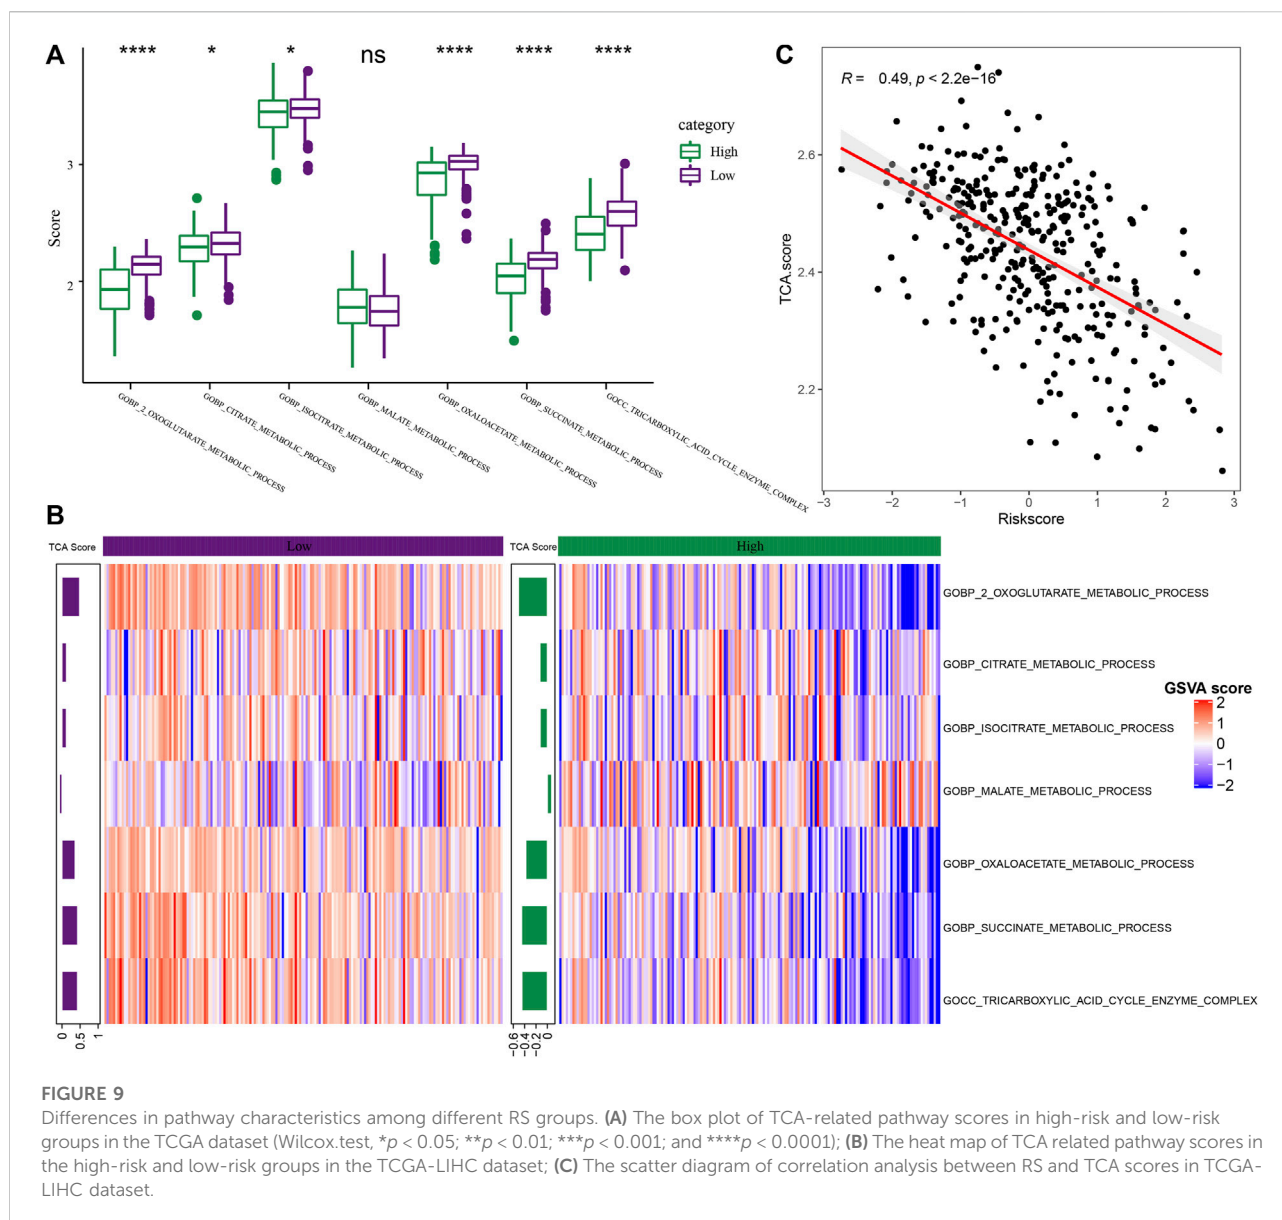 A
**** * * ns **** **** ****
category
High
Low
Score
3
2
GOBP_2_OXOGLUTARATE_METABOLIC_PROCESS
GOBP_CITRATE_METABOLIC_PROCESS
GOBP_ISOCITRATE_METABOLIC_PROCESS
GOBP_MALATE_METABOLIC_PROCESS
GOBP_OXALOACETATE_METABOLIC_PROCESS
GOBP_SUCCINATE_METABOLIC_PROCESS
GOCC_TRICARBOXYLIC_ACID_CYCLE_ENZYME_COMPLEX
C
R = 0.49, p < 2.2e−16
TCA.score
2.6
2.4
2.2
−3 −2 −1 0 1 2 3
Riskscore
B
TCA Score Low TCA Score High
GOBP_2_OXOGLUTARATE_METABOLIC_PROCESS
GOBP_CITRATE_METABOLIC_PROCESS
GOBP_ISOCITRATE_METABOLIC_PROCESS
GOBP_MALATE_METABOLIC_PROCESS
GOBP_OXALOACETATE_METABOLIC_PROCESS
GOBP_SUCCINATE_METABOLIC_PROCESS
GOCC_TRICARBOXYLIC_ACID_CYCLE_ENZYME_COMPLEX
GSVA score
2
1
0
−1
−2
0 0.5 1
−0.6 −0.4 −0.2 0
FIGURE 9
Differences in pathway characteristics among different RS groups. (A) The box plot of TCA-related pathway scores in high-risk and low-risk
groups in the TCGA dataset (Wilcox.test, *p < 0.05; **p < 0.01; ***p < 0.001; and ****p < 0.0001); (B) The heat map of TCA related pathway scores in
the high-risk and low-risk groups in the TCGA-LIHC dataset; (C) The scatter diagram of correlation analysis between RS and TCA scores in TCGA-
LIHC dataset.